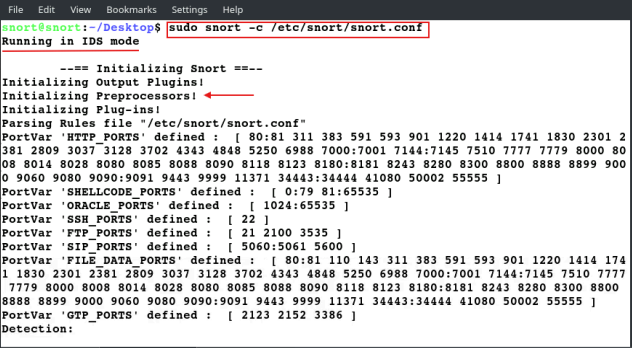 File Edit View Bookmarks Settings Help
snort@snort:~/Desktop$ sudo snort -c /etc/snort/snort.conf
Running in IDS mode
--== Initializing Snort ==--
Initializing Output Plugins!
Initializing Preprocessors!
Initializing Plug-ins!
Parsing Rules file "/etc/snort/snort.conf"
PortVar 'HTTP_PORTS' defined :  [ 80:81 311 383 591 593 901 1220 1414 1741 1830 2301 2
381 2809 3037 3128 3702 4343 4848 5250 6988 7000:7001 7144:7145 7510 7777 7779 8000 80
08 8014 8028 8080 8085 8088 8090 8118 8123 8180:8181 8243 8280 8300 8800 8888 8899 900
0 9060 9080 9090:9091 9443 9999 11371 34443:34444 41080 50002 55555 ]
PortVar 'SHELLCODE_PORTS' defined :  [ 0:79 81:65535 ]
PortVar 'ORACLE_PORTS' defined :  [ 1024:65535 ]
PortVar 'SSH_PORTS' defined :  [ 22 ]
PortVar 'FTP_PORTS' defined :  [ 21 2100 3535 ]
PortVar 'SIP_PORTS' defined :  [ 5060:5061 5600 ]
PortVar 'FILE_DATA_PORTS' defined :  [ 80:81 110 143 311 383 591 593 901 1220 1414 174
1 1830 2301 2381 2809 3037 3128 3702 4343 4848 5250 6988 7000:7001 7144:7145 7510 7777
7779 8000 8008 8014 8028 8080 8085 8088 8090 8118 8123 8180:8181 8243 8280 8300 8800
8888 8899 9000 9060 9080 9090:9091 9443 9999 11371 34443:34444 41080 50002 55555 ]
PortVar 'GTP_PORTS' defined :  [ 2123 2152 3386 ]
Detection: